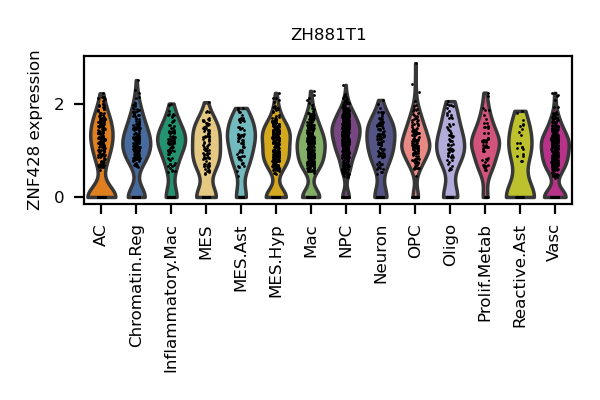 ZH881T1
ZNF428 expression
2
0
AC
Chromatin.Reg
Inflammatory.Mac
MES
MES.Ast
MES.Hyp
Mac
NPC
Neuron
OPC
Oligo
Prolif.Metab
Reactive.Ast
Vasc